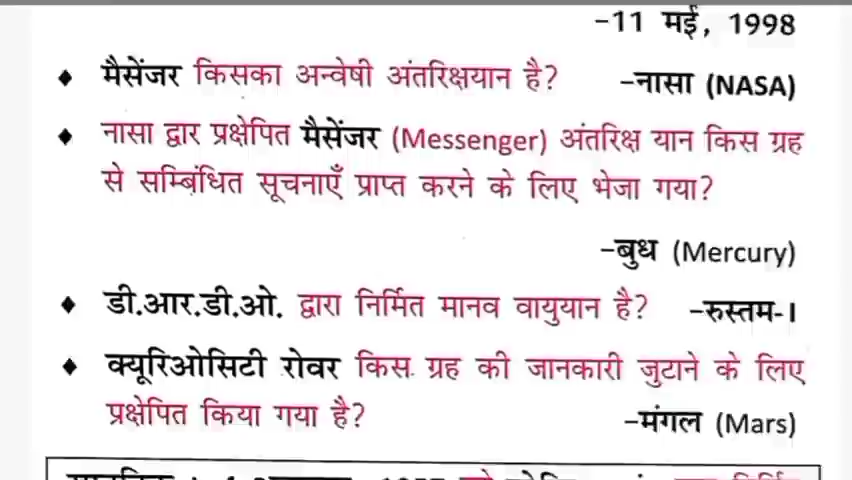 -11 मई, 1998
♦ मैसेंजर किसका अन्वेषी अंतरिक्षयान है? -नासा (NASA)
♦ नासा द्वार प्रक्षेपित मैसेंजर (Messenger) अंतरिक्ष यान किस ग्रह
से सम्बिंधित सूचनाएँ प्राप्त करने के लिए भेजा गया?
-बुध (Mercury)
♦ डी.आर.डी.ओ. द्वारा निर्मित मानव वायुयान है? -रुस्तम-I
♦ क्यूरिओसिटी रोवर किस ग्रह की जानकारी जुटाने के लिए
प्रक्षेपित किया गया है? -मंगल (Mars)